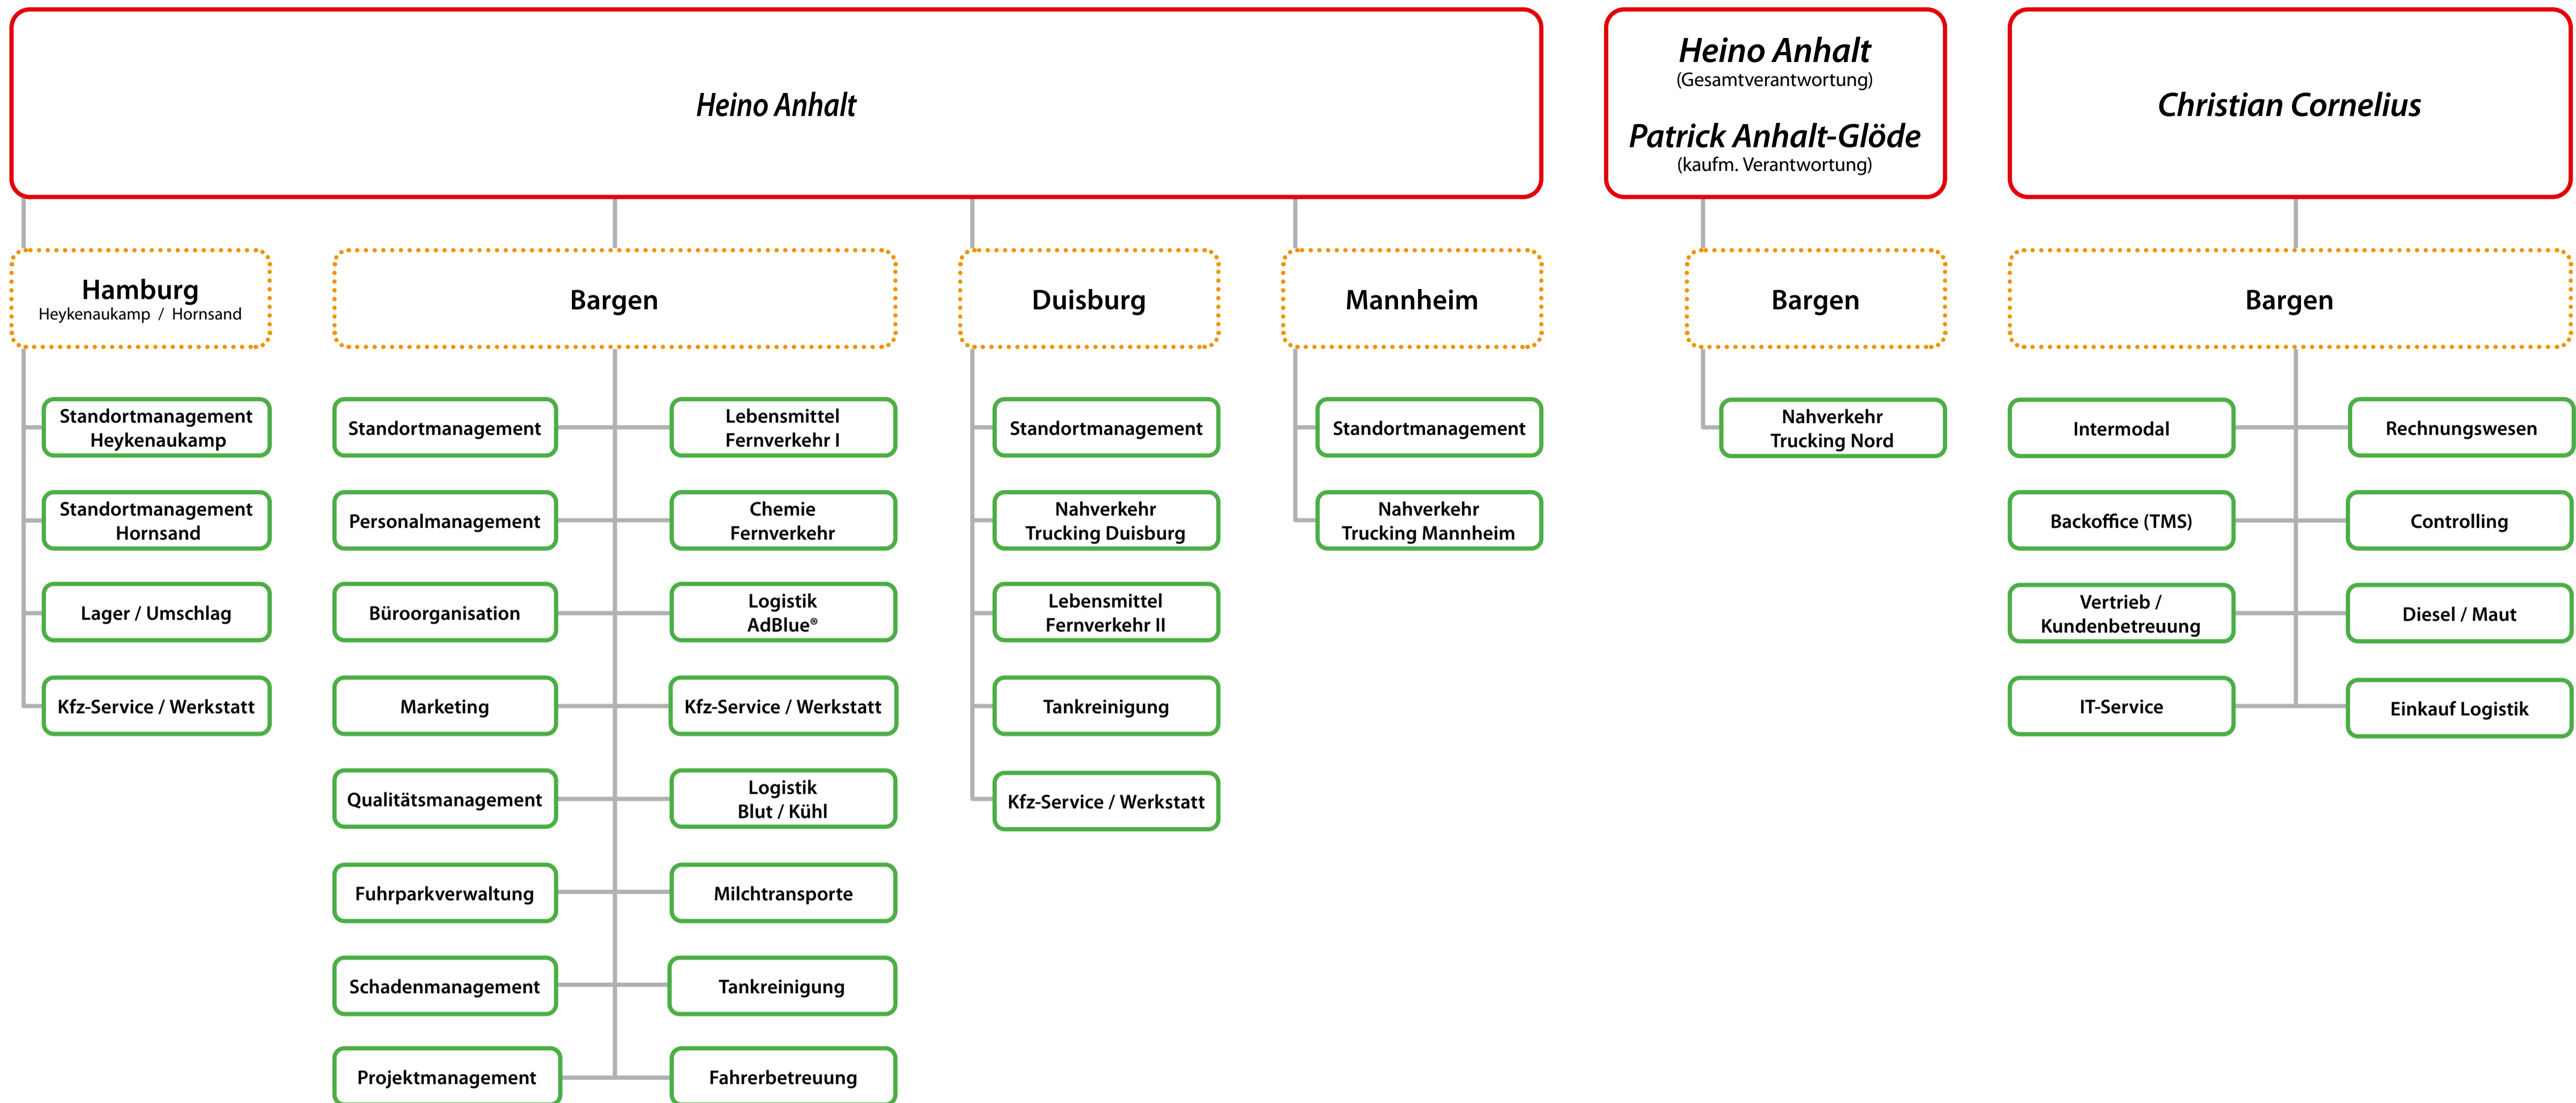 Heino Anhalt
Heino Anhalt
(Gesamtverantwortung)
Patrick Anhalt-Glöde
(kaufm. Verantwortung)
Christian Cornelius
Hamburg
Heykenaukamp / Hornsand
Bargen
Duisburg
Mannheim
Bargen
Bargen
Standortmanagement
Heykenaukamp
Standortmanagement
Hornsand
Lager / Umschlag
Kfz-Service / Werkstatt
Standortmanagement
Personalmanagement
Büroorganisation
Marketing
Qualitätsmanagement
Fuhrparkverwaltung
Schadenmanagement
Projektmanagement
Lebensmittel
Fernverkehr I
Chemie
Fernverkehr
Logistik
AdBlue®
Kfz-Service / Werkstatt
Logistik
Blut / Kühl
Milchtransporte
Tankreinigung
Fahrerbetreuung
Standortmanagement
Nahverkehr
Trucking Duisburg
Lebensmittel
Fernverkehr II
Tankreinigung
Kfz-Service / Werkstatt
Standortmanagement
Nahverkehr
Trucking Mannheim
Nahverkehr
Trucking Nord
Intermodal
Backoffice (TMS)
Vertrieb /
Kundenbetreuung
IT-Service
Rechnungswesen
Controlling
Diesel / Maut
Einkauf Logistik